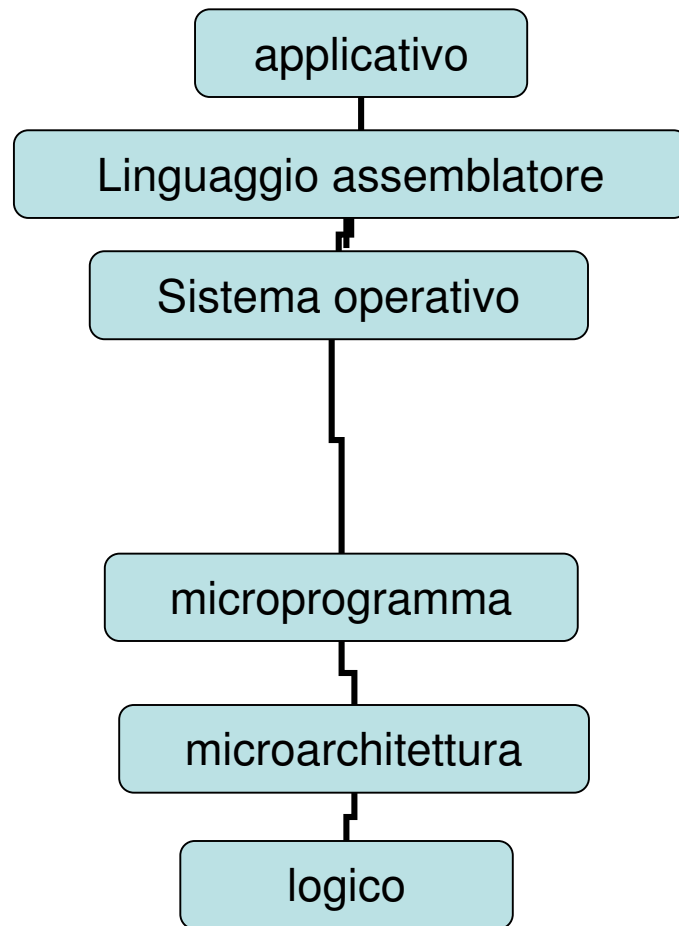 applicativo
Linguaggio assemblatore
Sistema operativo
microprogramma
microarchitettura
logico